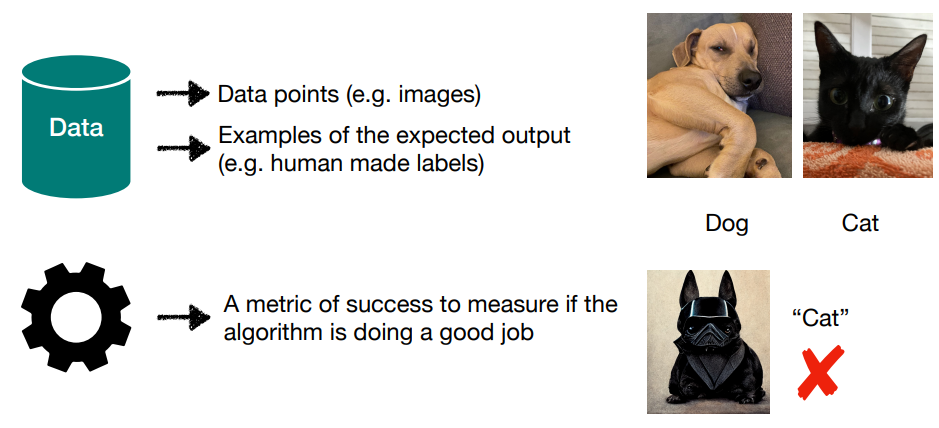 Data
Data points (e.g. images)
Examples of the expected output
(e.g. human made labels)
Dog
Cat
A metric of success to measure if the
algorithm is doing a good job
“Cat”